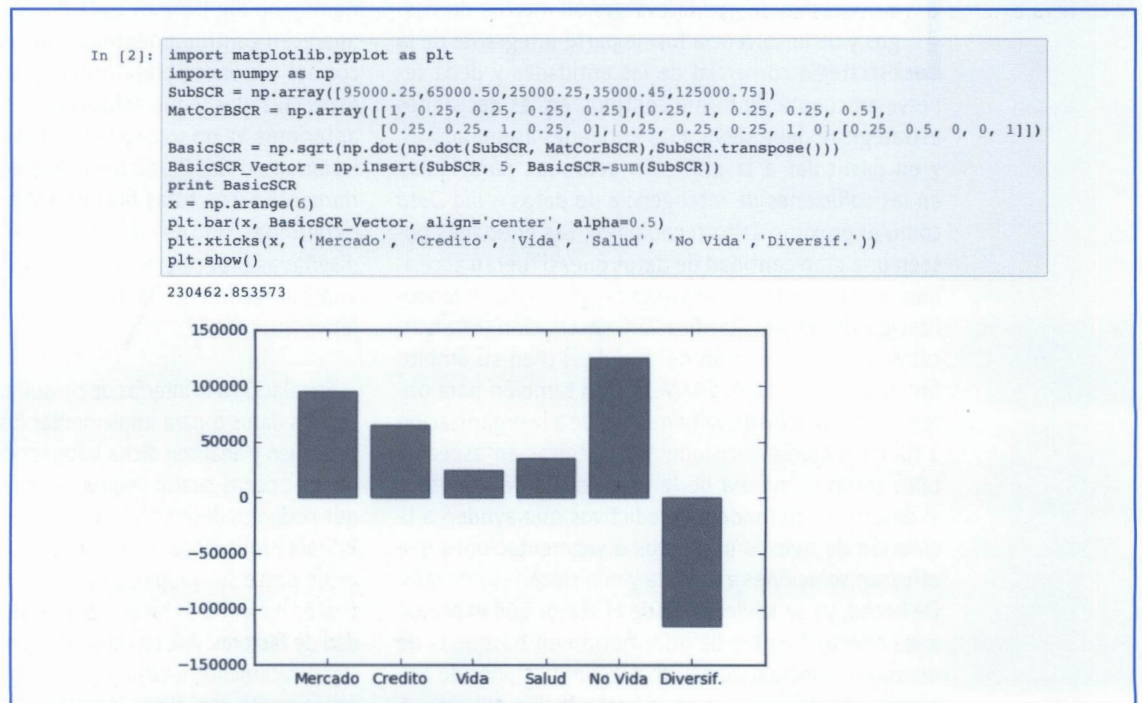 In [2]: import matplotlib.pyplot as plt
import numpy as np
SubSCR = np.array([95000.25,65000.50,25000.25,35000.45,125000.75])
MatCorBSCR = np.array([[1, 0.25, 0.25, 0.25, 0.25],[0.25, 1, 0.25, 0.25, 0.5],
[0.25, 0.25, 1, 0.25, 0],[0.25, 0.25, 0.25, 1, 0],[0.25, 0.5, 0, 0, 1]])
BasicSCR = np.sqrt(np.dot(np.dot(SubSCR, MatCorBSCR),SubSCR.transpose()))
BasicSCR_Vector = np.insert(SubSCR, 5, BasicSCR-sum(SubSCR))
print BasicSCR
x = np.arange(6)
plt.bar(x, BasicSCR_Vector, align='center', alpha=0.5)
plt.xticks(x, ('Mercado', 'Credito', 'Vida', 'Salud', 'No Vida','Diversif.'))
plt.show()
230462.853573
150000
100000
50000
0
−50000
−100000
−150000
Mercado Credito Vida Salud No Vida Diversif.